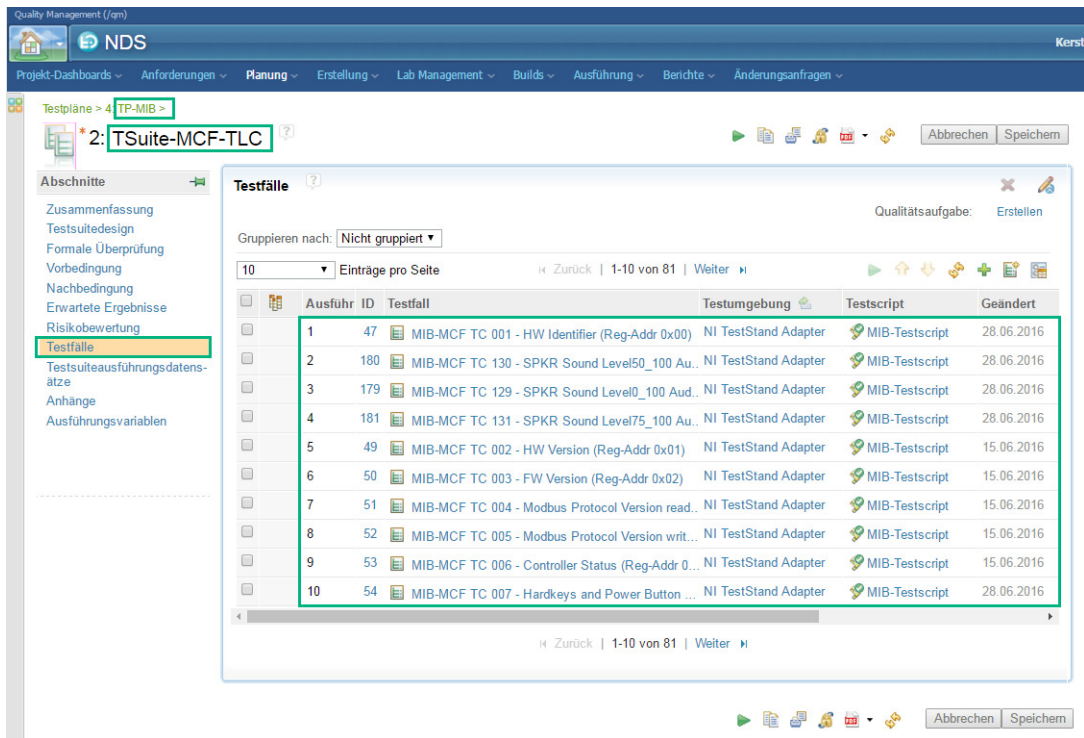 Quality Management (/qm)
NDS
Kerst
Projekt-Dashboards Anforderungen Planung Erstellung Lab Management Builds Ausführung Berichte Änderungsanfragen
Testpläne > 4: TP-MIB >
* 2: TSuite-MCF-TLC ?
Abbrechen Speichern
Abschnitte
Zusammenfassung
Testsuitedesign
Formale Überprüfung
Vorbedingung
Nachbedingung
Erwartete Ergebnisse
Risikobewertung
Testfälle
Testsuiteausführungsdatens-
ätze
Anhänge
Ausführungsvariablen
Testfälle ?
Qualitätsaufgabe: Erstellen
Gruppieren nach: Nicht gruppiert
10 Einträge pro Seite Zurück | 1-10 von 81 | Weiter
Ausführ ID Testfall Testumgebung Testscript Geändert
1 47 MIB-MCF TC 001 - HW Identifier (Reg-Addr 0x00) NI TestStand Adapter MIB-Testscript 28.06.2016
2 180 MIB-MCF TC 130 - SPKR Sound Level50_100 Au.. NI TestStand Adapter MIB-Testscript 28.06.2016
3 179 MIB-MCF TC 129 - SPKR Sound Level0_100 Aud.. NI TestStand Adapter MIB-Testscript 28.06.2016
4 181 MIB-MCF TC 131 - SPKR Sound Level75_100 Au.. NI TestStand Adapter MIB-Testscript 28.06.2016
5 49 MIB-MCF TC 002 - HW Version (Reg-Addr 0x01) NI TestStand Adapter MIB-Testscript 15.06.2016
6 50 MIB-MCF TC 003 - FW Version (Reg-Addr 0x02) NI TestStand Adapter MIB-Testscript 15.06.2016
7 51 MIB-MCF TC 004 - Modbus Protocol Version read.. NI TestStand Adapter MIB-Testscript 15.06.2016
8 52 MIB-MCF TC 005 - Modbus Protocol Version writ... NI TestStand Adapter MIB-Testscript 15.06.2016
9 53 MIB-MCF TC 006 - Controller Status (Reg-Addr 0... NI TestStand Adapter MIB-Testscript 15.06.2016
10 54 MIB-MCF TC 007 - Hardkeys and Power Button ... NI TestStand Adapter MIB-Testscript 28.06.2016
Zurück | 1-10 von 81 | Weiter
Abbrechen Speichern